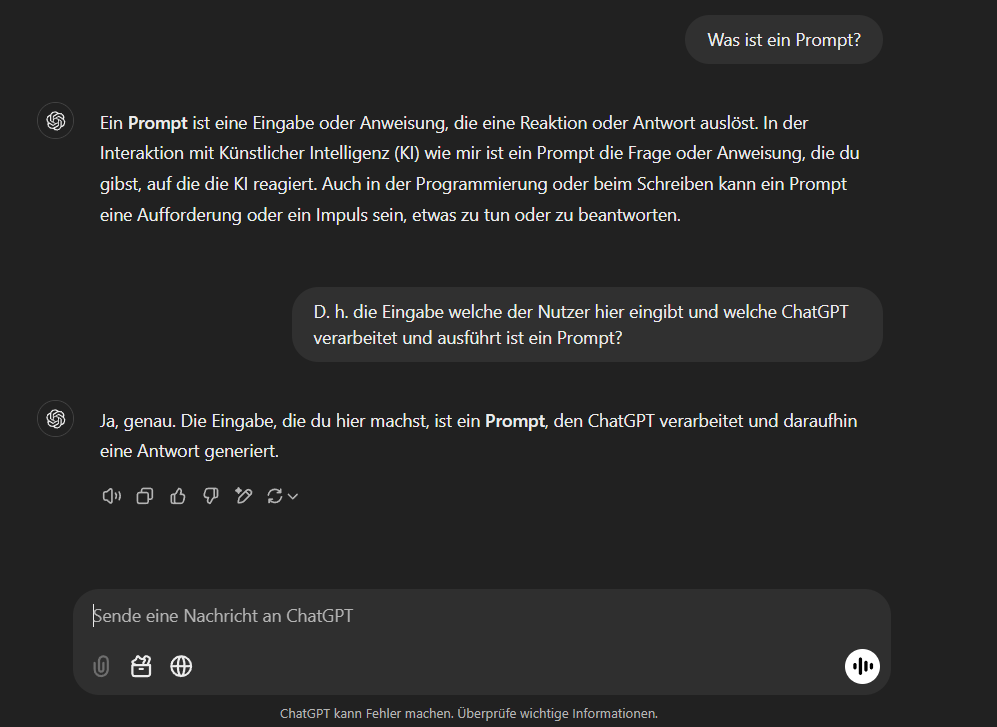 Was ist ein Prompt?
Ein Prompt ist eine Eingabe oder Anweisung, die eine Reaktion oder Antwort auslöst. In der
Interaktion mit Künstlicher Intelligenz (KI) wie mir ist ein Prompt die Frage oder Anweisung, die du
gibst, auf die die KI reagiert. Auch in der Programmierung oder beim Schreiben kann ein Prompt
eine Aufforderung oder ein Impuls sein, etwas zu tun oder zu beantworten.
D. h. die Eingabe welche der Nutzer hier eingibt und welche ChatGPT
verarbeitet und ausführt ist ein Prompt?
Ja, genau. Die Eingabe, die du hier machst, ist ein Prompt, den ChatGPT verarbeitet und daraufhin
eine Antwort generiert.
Sende eine Nachricht an ChatGPT
ChatGPT kann Fehler machen. Überprüfe wichtige Informationen.